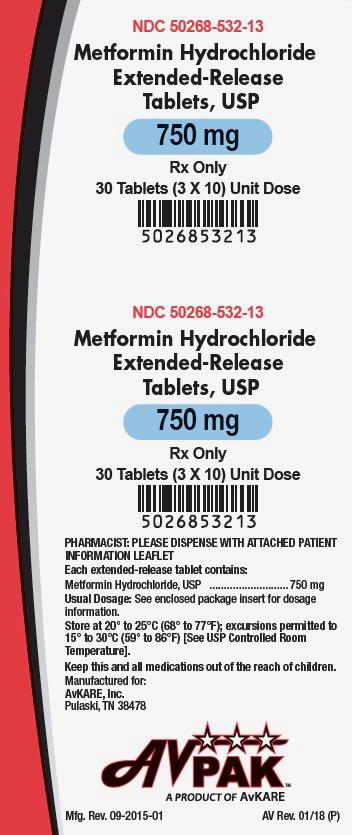 NDC 50268-532-13
Metformin Hydrochloride
Extended-Release
Tablets, USP
750 mg
Rx Only
30 Tablets (3 X 10) Unit Dose
5026853213
NDC 50268-532-13
Metformin Hydrochloride
Extended-Release
Tablets, USP
750 mg
Rx Only
30 Tablets (3 X 10) Unit Dose
5026853213
PHARMACIST: PLEASE DISPENSE WITH ATTACHED PATIENT
INFORMATION LEAFLET
Each extended-release tablet contains:
Metformin Hydrochloride, USP ............................750 mg
Usual Dosage: See enclosed package insert for dosage
information.
Store at 20° to 25°C (68° to 77°F); excursions permitted to
15° to 30°C (59° to 86°F) [See USP Controlled Room
Temperature].
Keep this and all medications out of the reach of children.
Manufactured for:
AvKARE, Inc.
Pulaski, TN 38478
AVPAK™
A PRODUCT OF AvKARE
Mfg. Rev. 09-2015-01 AV Rev. 01/18 (P)